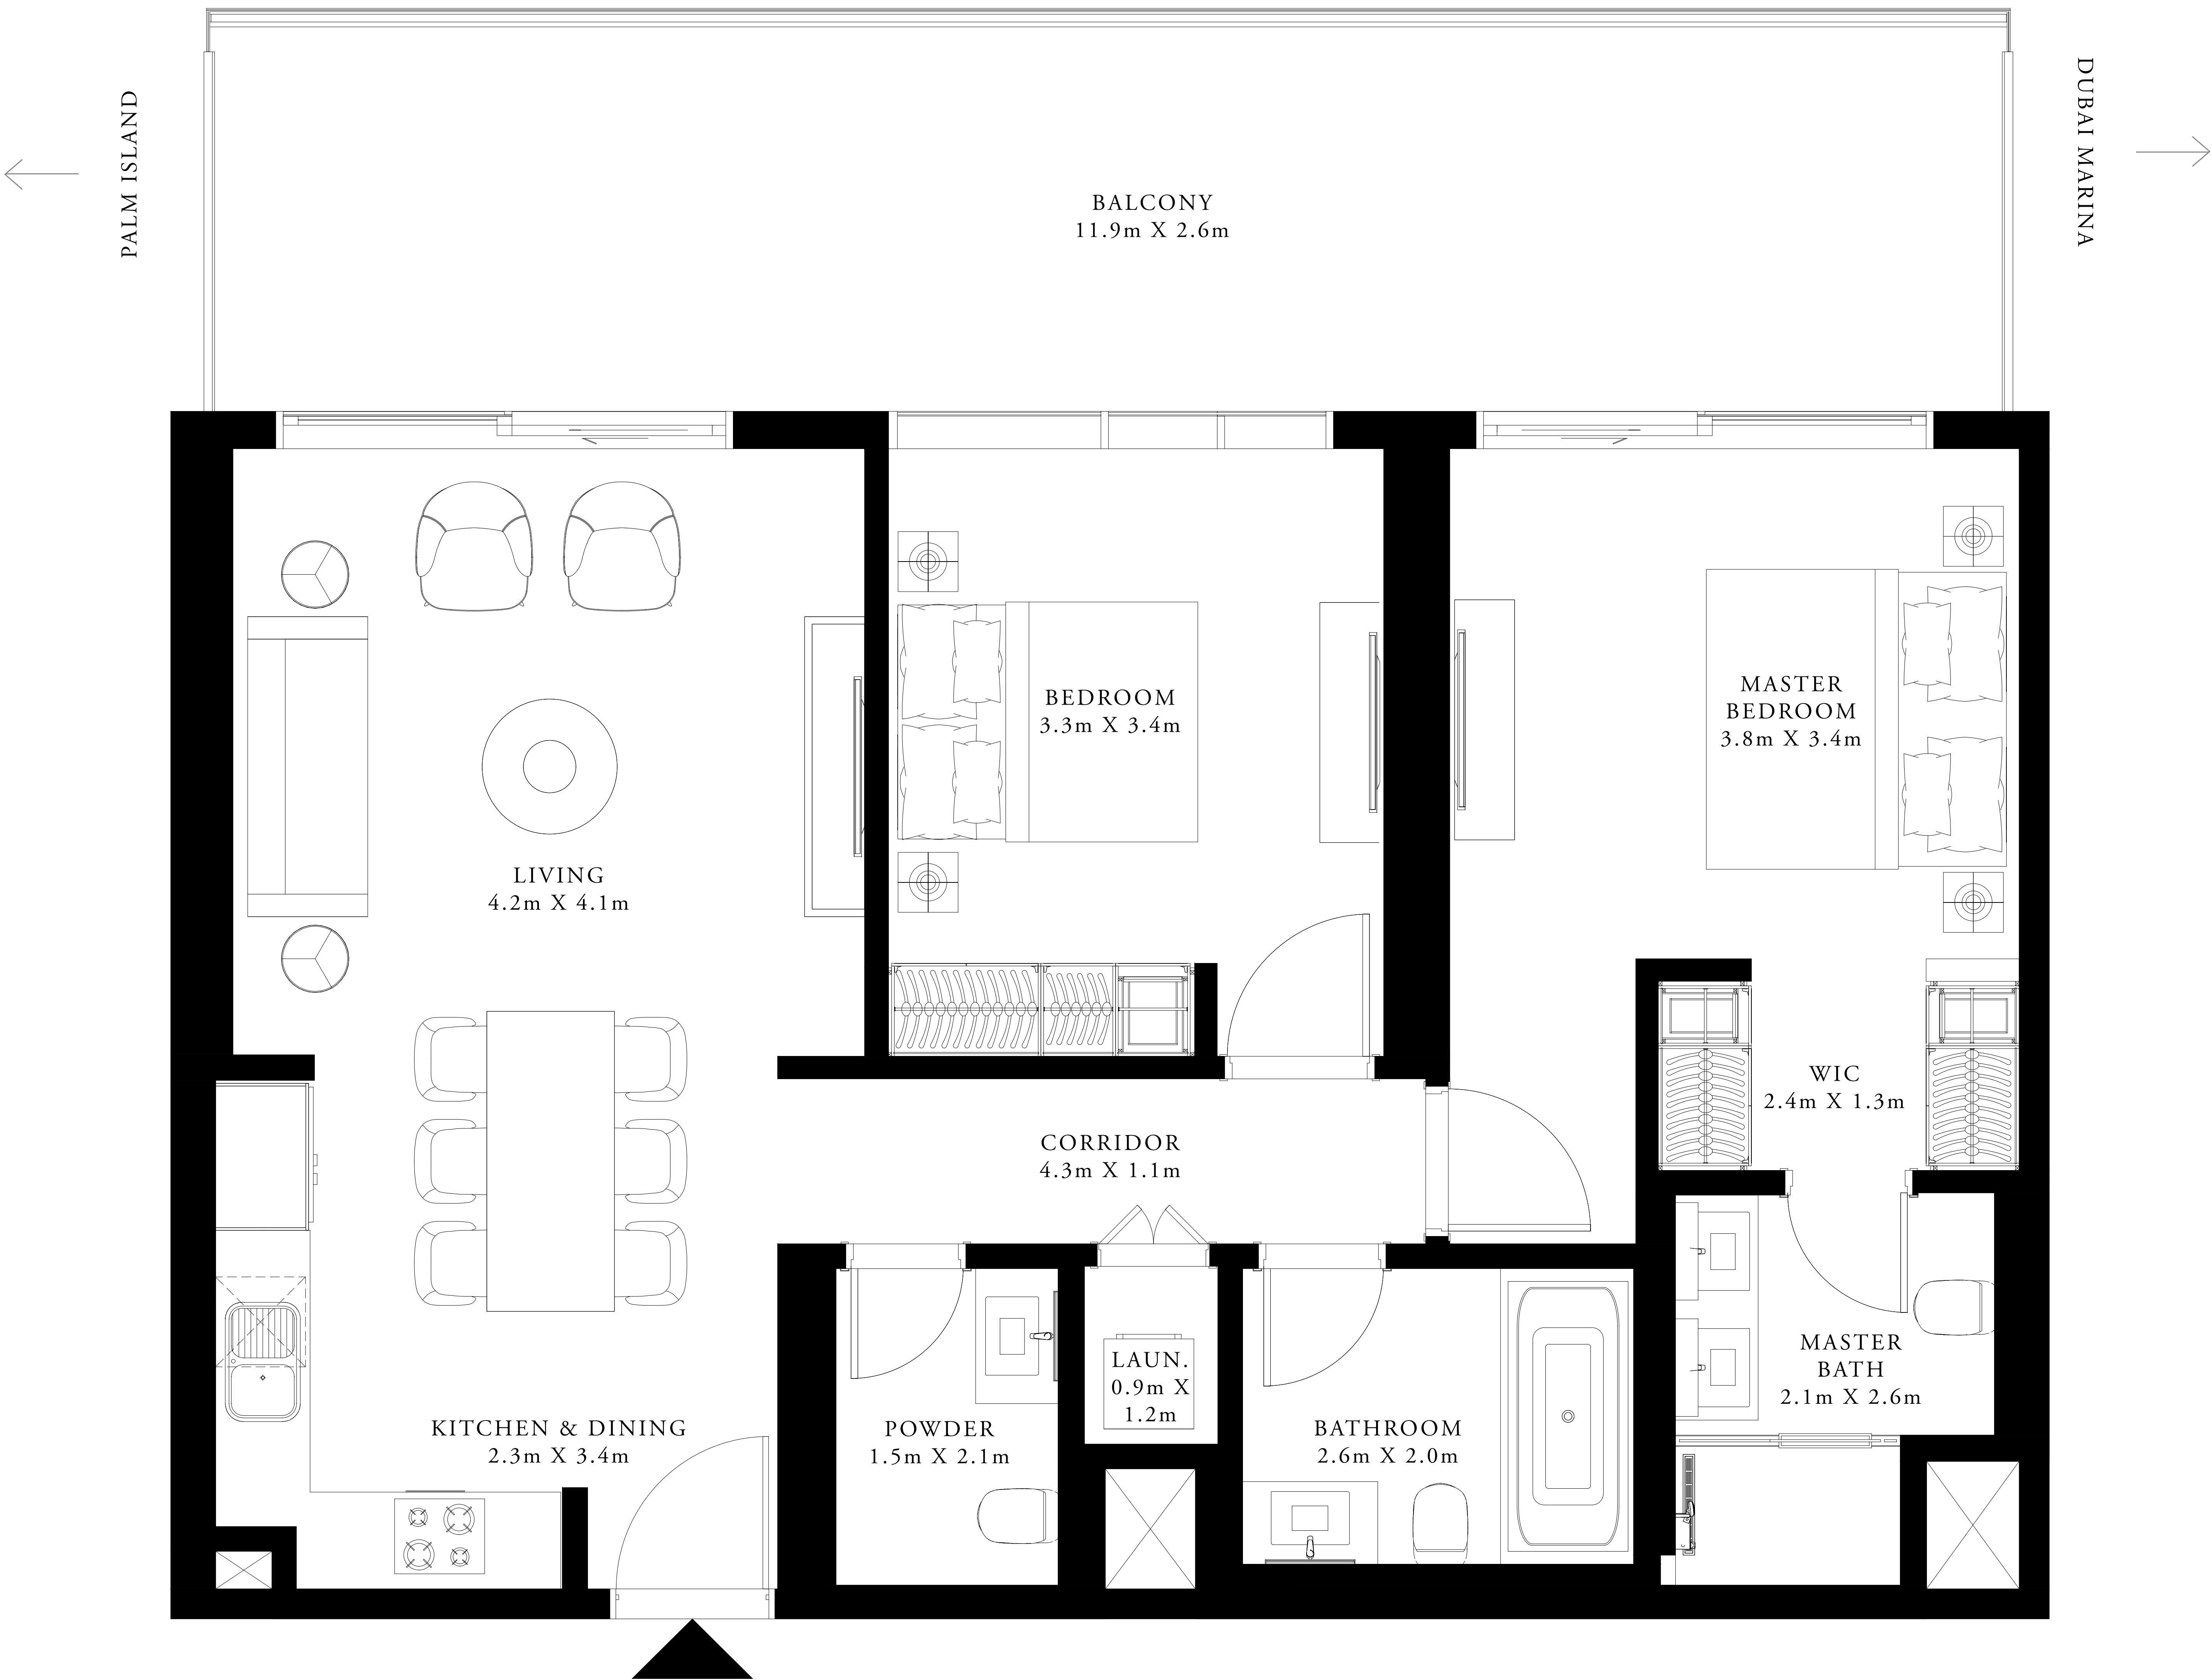 PALM ISLAND
DUBAI MARINA
BALCONY
11.9m X 2.6m
BEDROOM
3.3m X 3.4m
MASTER
BEDROOM
3.8m X 3.4m
LIVING
4.2m X 4.1m
WIC
2.4m X 1.3m
CORRIDOR
4.3m X 1.1m
MASTER
BATH
2.1m X 2.6m
LAUN.
0.9m X
1.2m
KITCHEN & DINING
2.3m X 3.4m
POWDER
1.5m X 2.1m
BATHROOM
2.6m X 2.0m